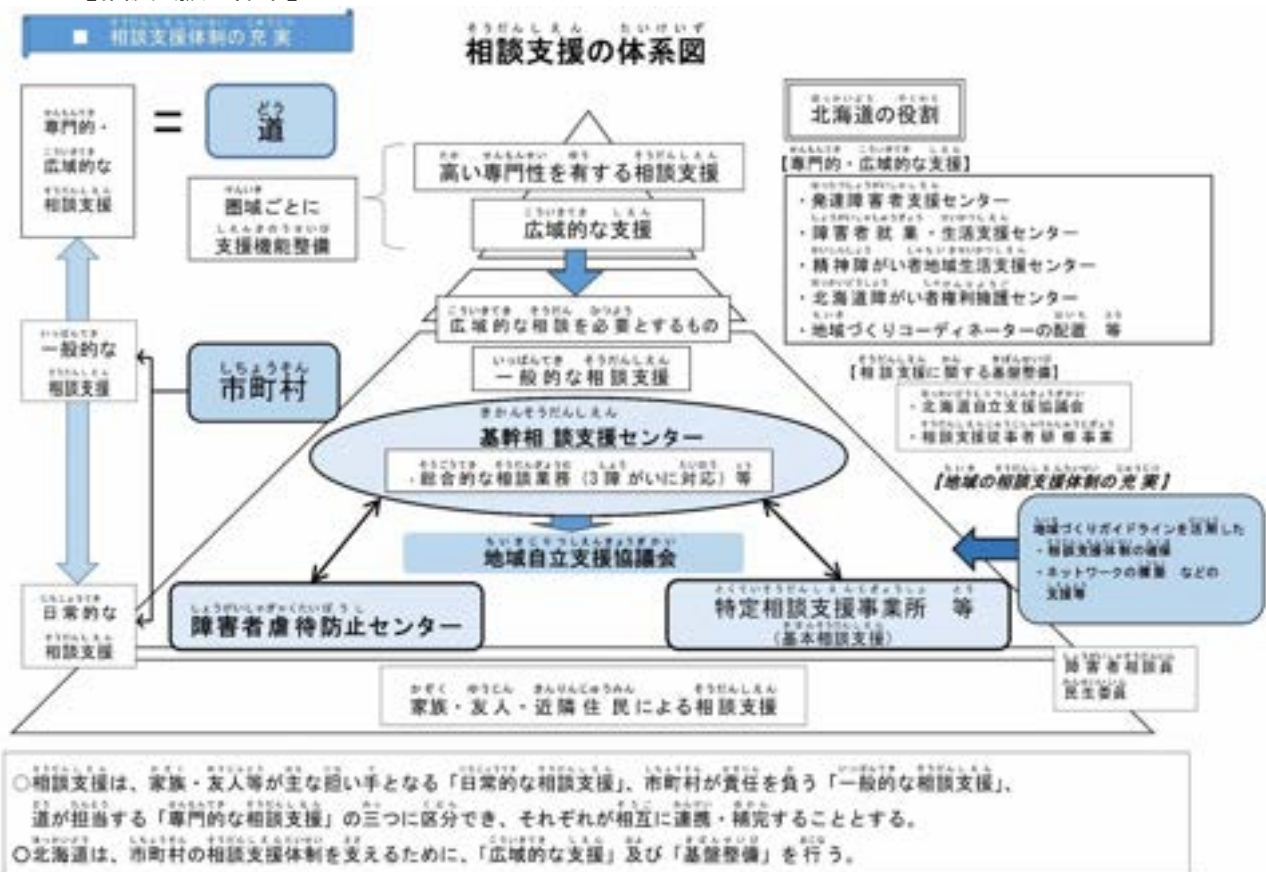 ■ 相談支援体制の充実
相談支援の体系図
専門的・
広域的な
相談支援
=
道
圏域ごとに
支援機能整備
高い専門性を有する相談支援
広域的な支援
北海道の役割
【専門的・広域的な支援】
・発達障害者支援センター
・障害者就業・生活支援センター
・精神障がい者地域生活支援センター
・北海道障がい者権利擁護センター
・地域づくりコーディネーターの配置 等
【相談支援に関する基盤整備】
・北海道自立支援協議会
・相談支援従事者研修事業
広域的な相談を必要とするもの
一般的な相談支援
一般的な
相談支援
市町村
基幹相談支援センター
・総合的な相談業務(3障がいに対応)等
地域自立支援協議会
【地域の相談支援体制の充実】
地域づくりガイドラインを活用した
・相談支援体制の確保
・ネットワークの構築 などの
支援等
日常的な
相談支援
障害者虐待防止センター
特定相談支援事業所 等
(基本相談支援)
障害者相談員
民生委員
家族・友人・近隣住民による相談支援
○相談支援は、家族・友人等が主な担い手となる「日常的な相談支援」、市町村が責任を負う「一般的な相談支援」、
道が担当する「専門的な相談支援」の三つに区分でき、それぞれが相互に連携・補完することとする。
○北海道は、市町村の相談支援体制を支えるために、「広域的な支援」及び「基盤整備」を行う。